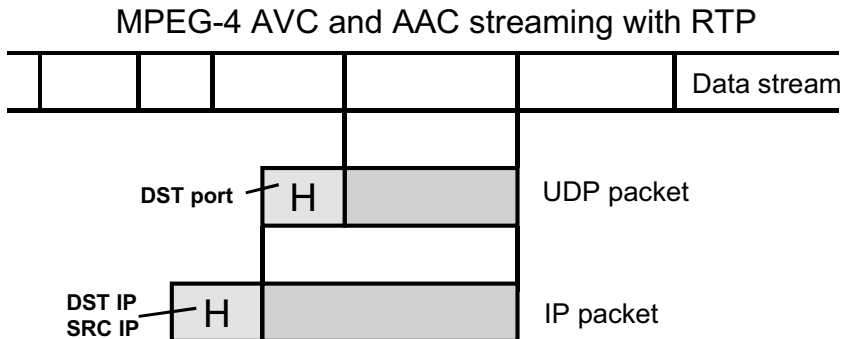 MPEG-4 AVC and AAC streaming with RTP
Data stream
DST port
H
UDP packet
DST IP
SRC IP
H
IP packet